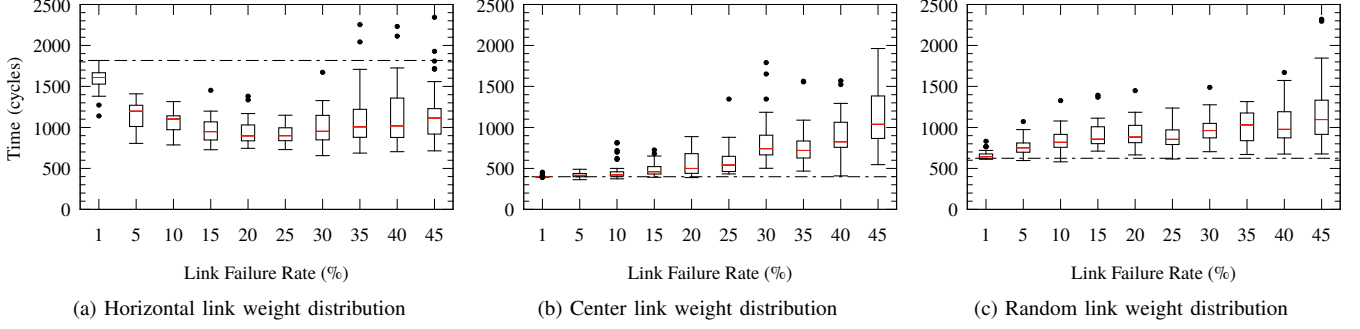 2500
2000
1500
1000
500
0
Time (cycles)
1 5 10 15 20 25 30 35 40 45
Link Failure Rate (%)
(a) Horizontal link weight distribution
2500
2000
1500
1000
500
0
1 5 10 15 20 25 30 35 40 45
Link Failure Rate (%)
(b) Center link weight distribution
2500
2000
1500
1000
500
0
1 5 10 15 20 25 30 35 40 45
Link Failure Rate (%)
(c) Random link weight distribution